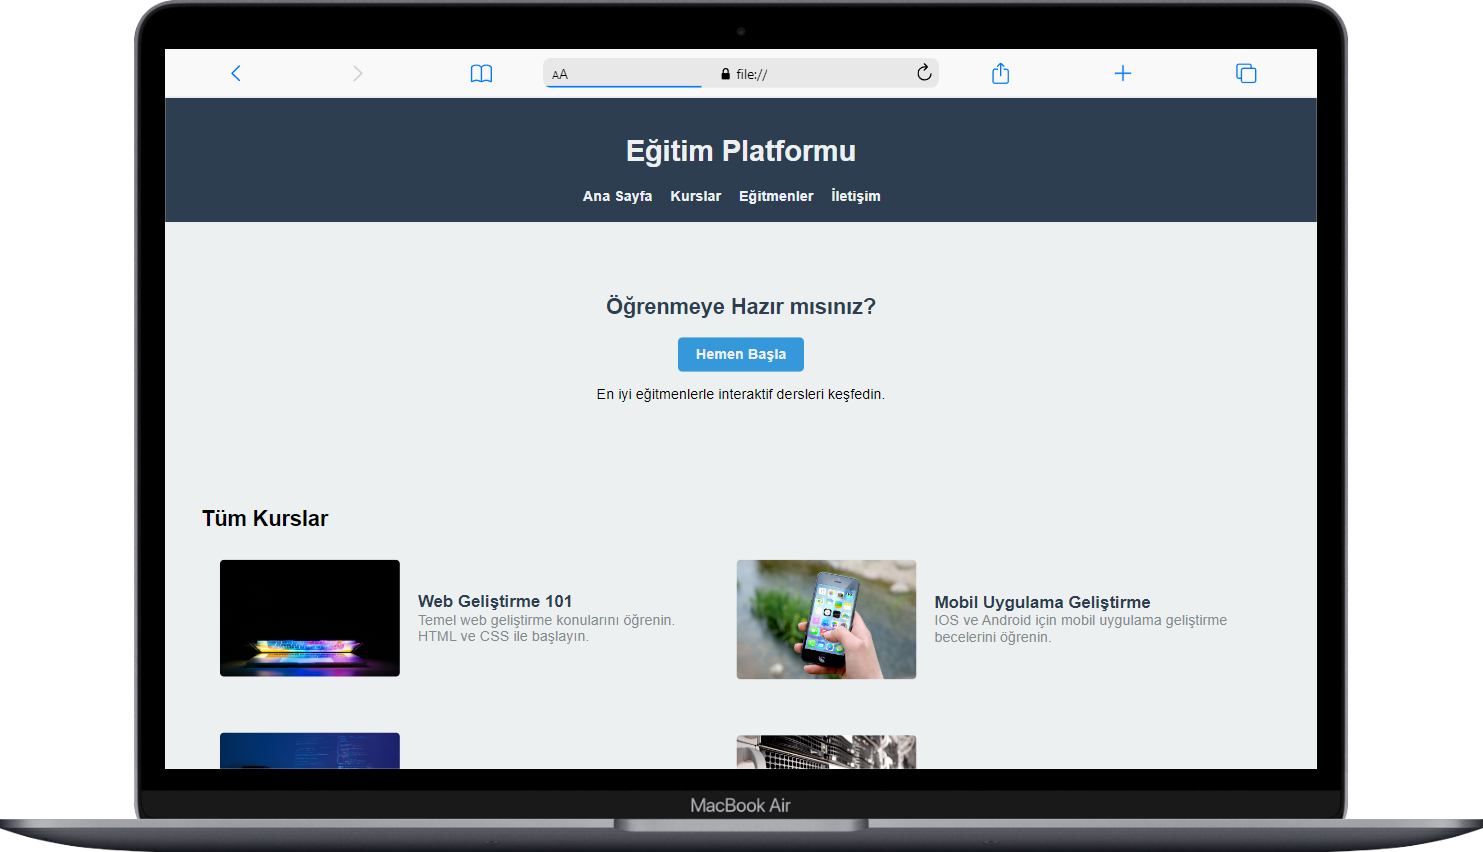 AA file://
Eğitim Platformu
Ana Sayfa Kurslar Eğitmenler İletişim
Öğrenmeye Hazır mısınız?
Hemen Başla
En iyi eğitmenlerle interaktif dersleri keşfedin.
Tüm Kurslar
Web Geliştirme 101
Temel web geliştirme konularını öğrenin.
HTML ve CSS ile başlayın.
Mobil Uygulama Geliştirme
IOS ve Android için mobil uygulama geliştirme
becelerini öğrenin.
MacBook Air